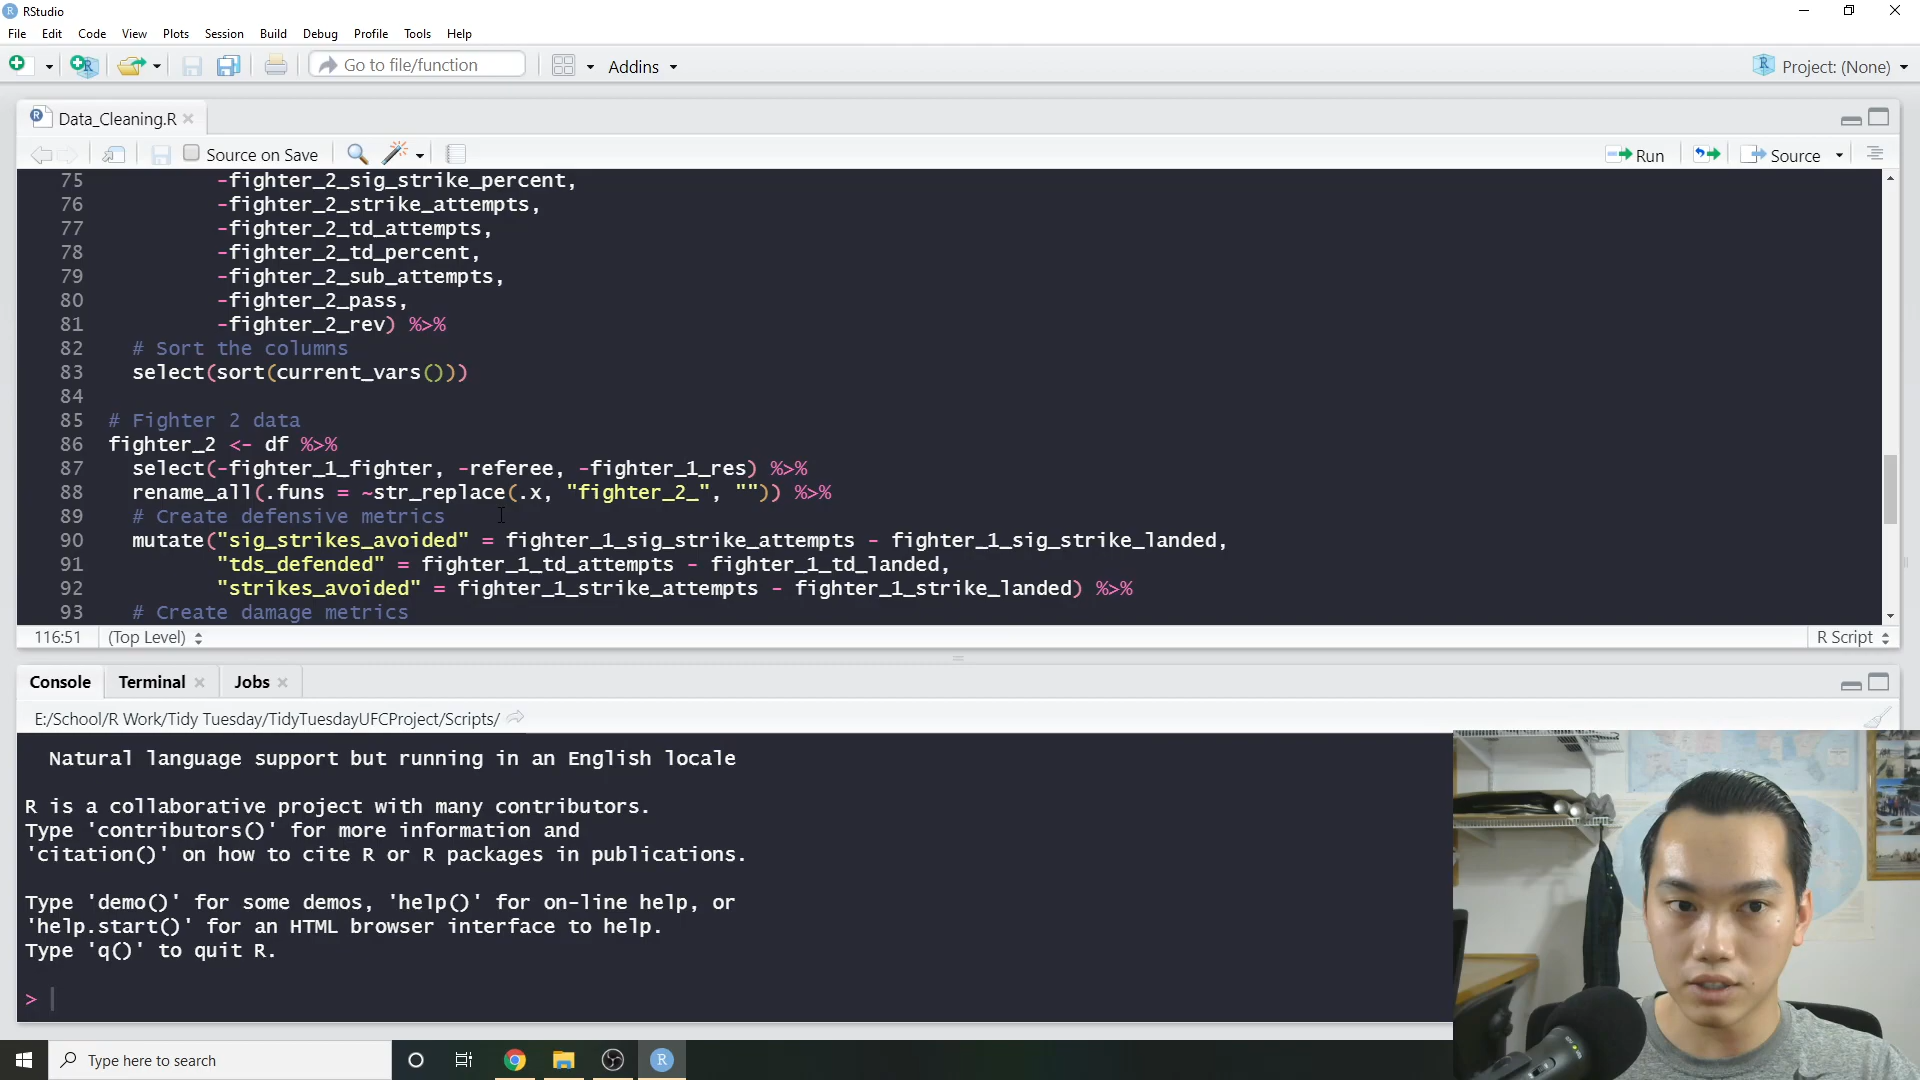 RStudio
File Edit Code View Plots Session Build Debug Profile Tools Help
Go to file/function Addins Project: (None)
Data_Cleaning.R
Source on Save Run Source
75 -fighter_2_sig_strike_percent,
76 -fighter_2_strike_attempts,
77 -fighter_2_td_attempts,
78 -fighter_2_td_percent,
79 -fighter_2_sub_attempts,
80 -fighter_2_pass,
81 -fighter_2_rev) %>%
82 # Sort the columns
83 select(sort(current_vars()))
84
85 # Fighter 2 data
86 fighter_2 <- df %>%
87 select(-fighter_1_fighter, -referee, -fighter_1_res) %>%
88 rename_all(.funs = ~str_replace(.x, "fighter_2_", "")) %>%
89 # Create defensive metrics
90 mutate("sig_strikes_avoided" = fighter_1_sig_strike_attempts - fighter_1_sig_strike_landed,
91 "tds_defended" = fighter_1_td_attempts - fighter_1_td_landed,
92 "strikes_avoided" = fighter_1_strike_attempts - fighter_1_strike_landed) %>%
93 # Create damage metrics
116:51 (Top Level) R Script
Console Terminal Jobs
E:/School/R Work/Tidy Tuesday/TidyTuesdayUFCProject/Scripts/
Natural language support but running in an English locale
R is a collaborative project with many contributors.
Type 'contributors()' for more information and
'citation()' on how to cite R or R packages in publications.
Type 'demo()' for some demos, 'help()' for on-line help, or
'help.start()' for an HTML browser interface to help.
Type 'q()' to quit R.
>
Type here to search